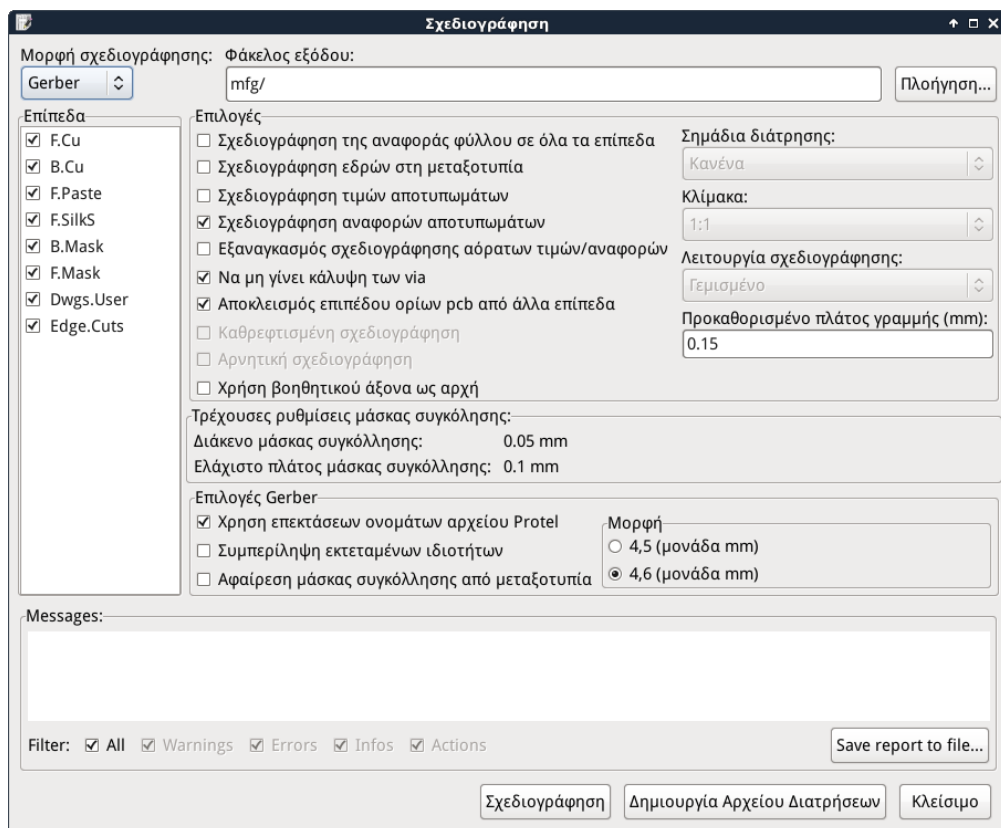 Σχεδιογράφηση
Μορφή σχεδιογράφησης: Φάκελος εξόδου:
Gerber mfg/ Πλοήγηση...
Επίπεδα
F.Cu
B.Cu
F.Paste
F.SilkS
B.Mask
F.Mask
Dwgs.User
Edge.Cuts
Επιλογές
Σχεδιογράφηση της αναφοράς φύλλου σε όλα τα επίπεδα
Σχεδιογράφηση εδρών στη μεταξοτυπία
Σχεδιογράφηση τιμών αποτυπωμάτων
Σχεδιογράφηση αναφορών αποτυπωμάτων
Εξαναγκασμός σχεδιογράφησης αόρατων τιμών/αναφορών
Να μη γίνει κάλυψη των via
Αποκλεισμός επιπέδου ορίων pcb από άλλα επίπεδα
Καθρεφτισμένη σχεδιογράφηση
Αρνητική σχεδιογράφηση
Χρήση βοηθητικού άξονα ως αρχή
Σημάδια διάτρησης:
Κανένα
Κλίμακα:
1:1
Λειτουργία σχεδιογράφησης:
Γεμισμένο
Προκαθορισμένο πλάτος γραμμής (mm):
0.15
Τρέχουσες ρυθμίσεις μάσκας συγκόλησης:
Διάκενο μάσκας συγκόλλησης: 0.05 mm
Ελάχιστο πλάτος μάσκας συγκόλλησης: 0.1 mm
Επιλογές Gerber
Χρηση επεκτάσεων ονομάτων αρχείου Protel
Συμπερίληψη εκτεταμένων ιδιοτήτων
Αφαίρεση μάσκας συγκόλλησης από μεταξοτυπία
Μορφή
4,5 (μονάδα mm)
4,6 (μονάδα mm)
Messages:
Filter: All Warnings Errors Infos Actions Save report to file...
Σχεδιογράφηση Δημιουργία Αρχείου Διατρήσεων Κλείσιμο